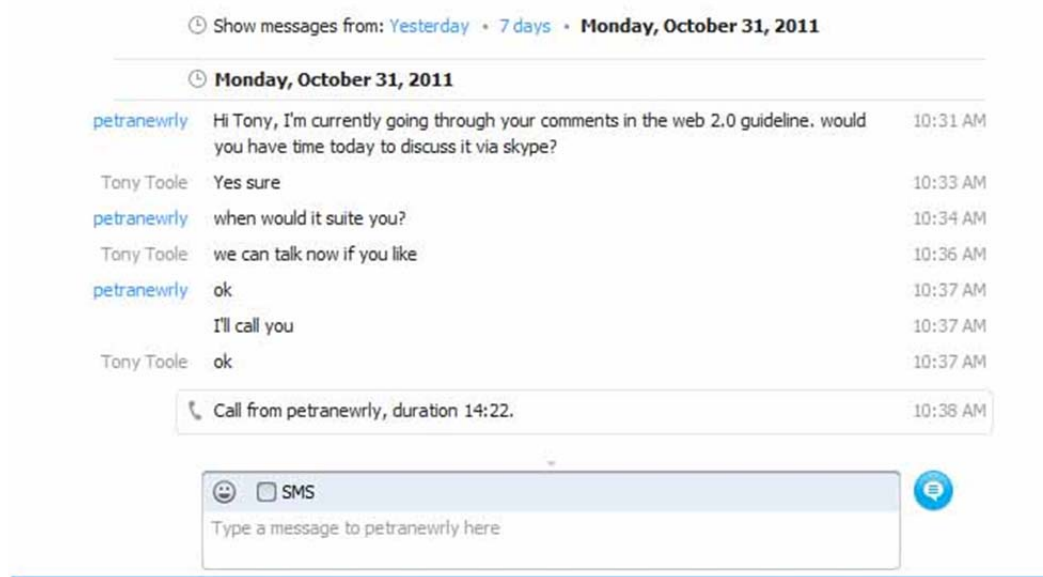 Show messages from: Yesterday • 7 days • Monday, October 31, 2011
Monday, October 31, 2011
petranewrly Hi Tony, I'm currently going through your comments in the web 2.0 guideline. would 10:31 AM
you have time today to discuss it via skype?
Tony Toole Yes sure 10:33 AM
petranewrly when would it suite you? 10:34 AM
Tony Toole we can talk now if you like 10:36 AM
petranewrly ok 10:37 AM
I'll call you 10:37 AM
Tony Toole ok 10:37 AM
Call from petranewrly, duration 14:22. 10:38 AM
SMS
Type a message to petranewrly here